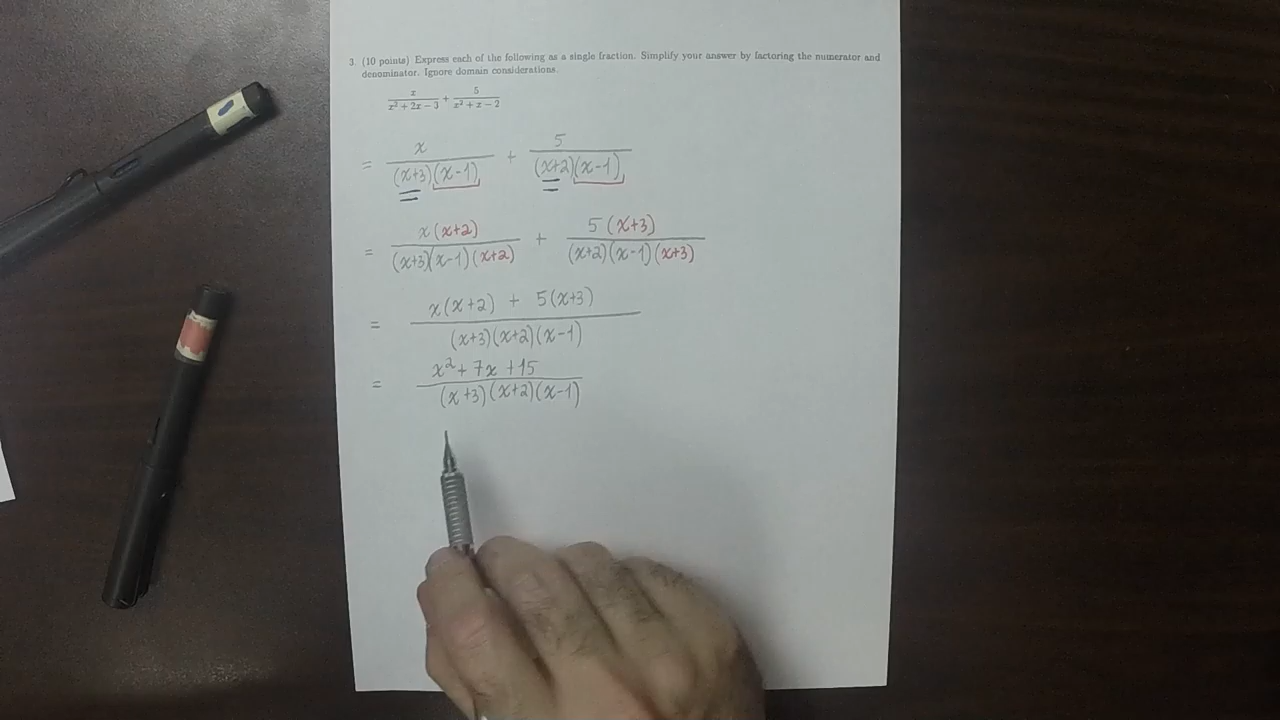 3. (10 points) Express each of the following as a single fraction. Simplify your answer by factoring the numerator and
denominator. Ignore domain considerations.
x/(x² + 2x − 3) + 5/(x² + x − 2)
= x/((x+3)(x-1)) + 5/((x+2)(x-1))
= x(x+2)/((x+3)(x-1)(x+2)) + 5(x+3)/((x+2)(x-1)(x+3))
= (x(x+2) + 5(x+3))/((x+3)(x+2)(x-1))
= (x² + 7x + 15)/((x+3)(x+2)(x-1))